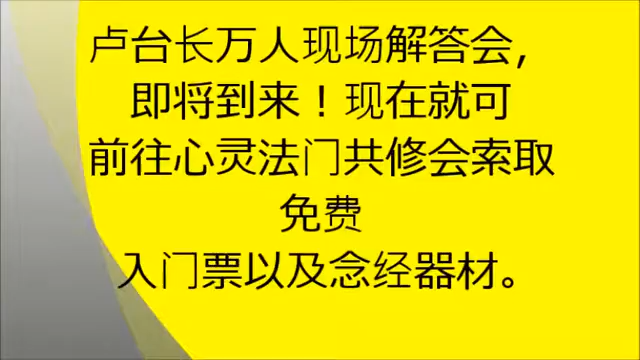 卢台长万人现场解答会，
即将到来！现在就可
前往心灵法门共修会索取
免费
入门票以及念经器材。